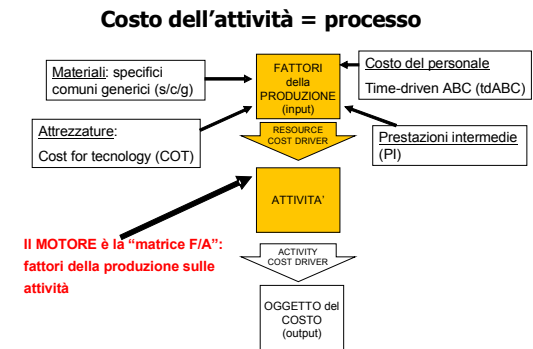 Costo dell'attività = processo
Materiali: specifici
comuni generici (s/c/g)
FATTORI
della
PRODUZIONE
(input)
Costo del personale
Time-driven ABC (tdABC)
Attrezzature:
Cost for tecnology (COT)
RESOURCE
COST DRIVER
Prestazioni intermedie
(PI)
ATTIVITA'
Il MOTORE è la "matrice F/A":
fattori della produzione sulle
attività
ACTIVITY
COST DRIVER
OGGETTO del
COSTO
(output)